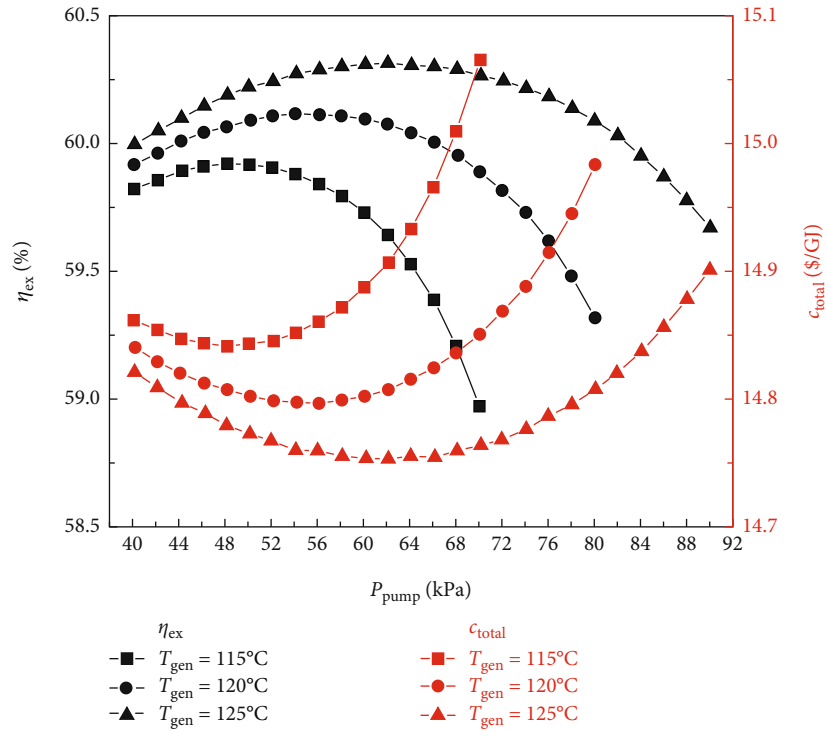 60.5
60.0
59.5
59.0
58.5
η_ex (%)
15.1
15.0
14.9
14.8
14.7
c_total ($/GJ)
40 44 48 52 56 60 64 68 72 76 80 84 88 92
P_pump (kPa)
η_ex
T_gen = 115°C
T_gen = 120°C
T_gen = 125°C
c_total
T_gen = 115°C
T_gen = 120°C
T_gen = 125°C